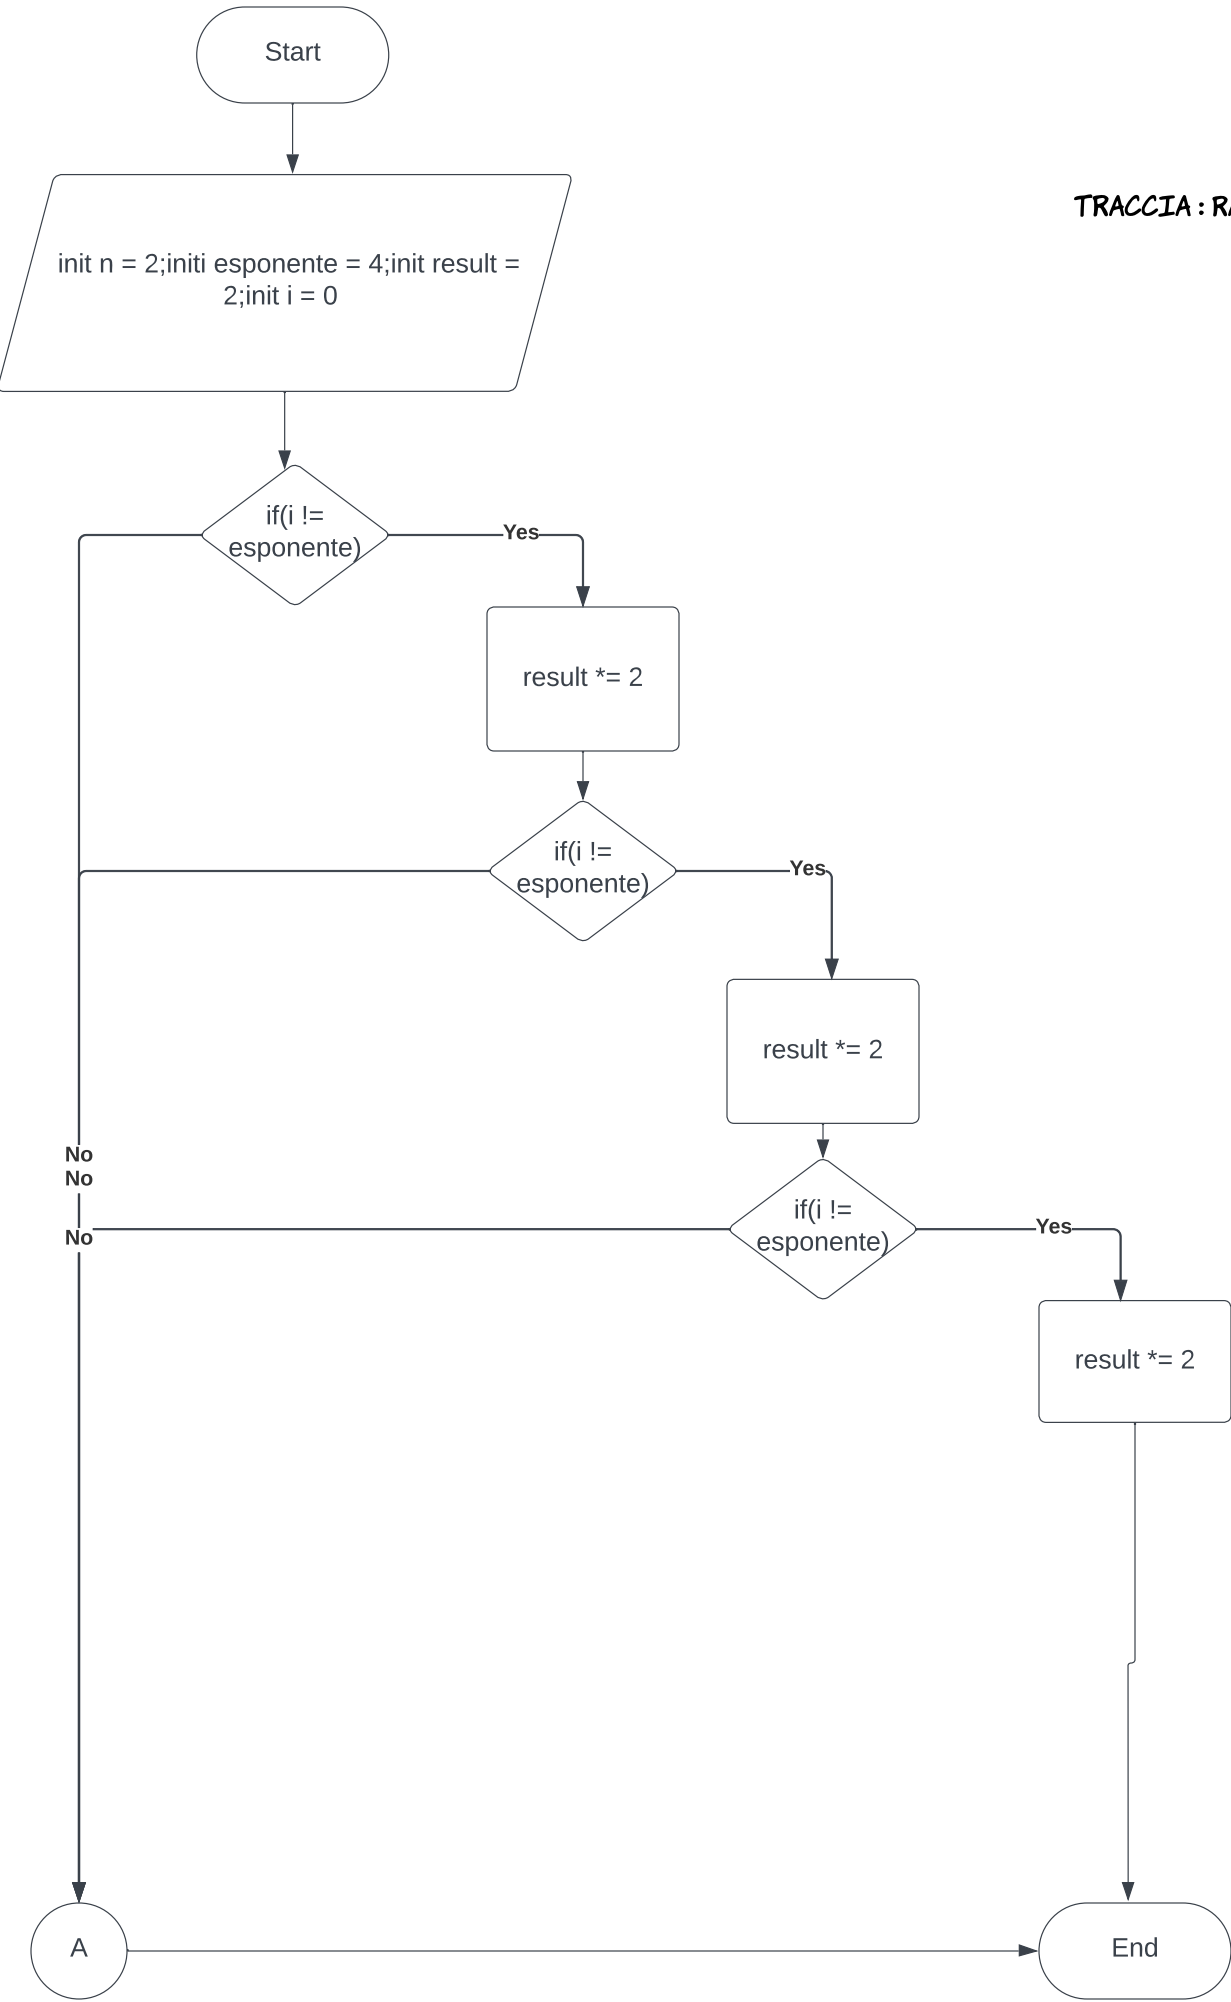 Start
TRACCIA : RA
init n = 2;initi esponente = 4;init result =
2;init i = 0
if(i !=
esponente)
Yes
result *= 2
if(i !=
esponente)
Yes
result *= 2
No
No
if(i !=
esponente)
Yes
No
result *= 2
A
End